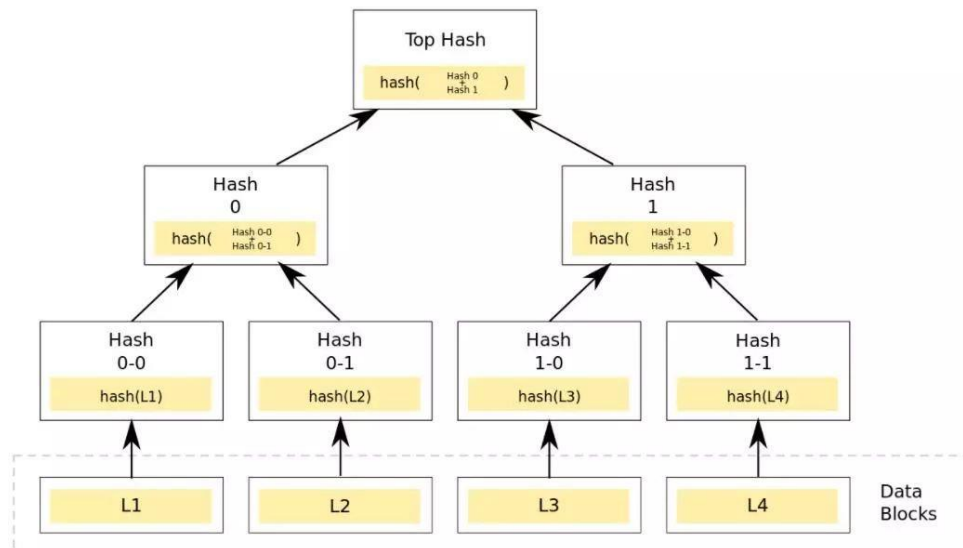 Top Hash
hash( Hash 0 + Hash 1 )
Hash
0
hash( Hash 0-0 + Hash 0-1 )
Hash
1
hash( Hash 1-0 + Hash 1-1 )
Hash
0-0
hash(L1)
Hash
0-1
hash(L2)
Hash
1-0
hash(L3)
Hash
1-1
hash(L4)
L1
L2
L3
L4
Data
Blocks